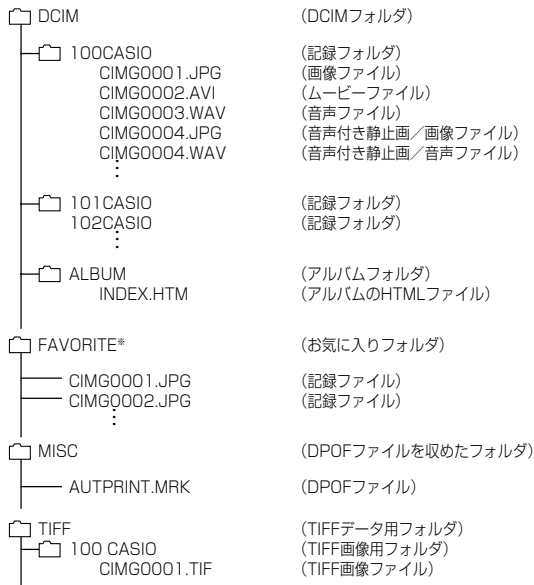 DCIM （DCIMフォルダ）
100CASIO （記録フォルダ）
CIMG0001.JPG （画像ファイル）
CIMG0002.AVI （ムービーファイル）
CIMG0003.WAV （音声ファイル）
CIMG0004.JPG （音声付き静止画／画像ファイル）
CIMG0004.WAV （音声付き静止画／音声ファイル）
⋮
101CASIO （記録フォルダ）
102CASIO （記録フォルダ）
⋮
ALBUM （アルバムフォルダ）
INDEX.HTM （アルバムのHTMLファイル）
FAVORITE* （お気に入りフォルダ）
CIMG0001.JPG （記録ファイル）
CIMG0002.JPG （記録ファイル）
⋮
MISC （DPOFファイルを収めたフォルダ）
AUTPRINT.MRK （DPOFファイル）
TIFF （TIFFデータ用フォルダ）
100 CASIO （TIFF画像用フォルダ）
CIMG0001.TIF （TIFF画像ファイル）